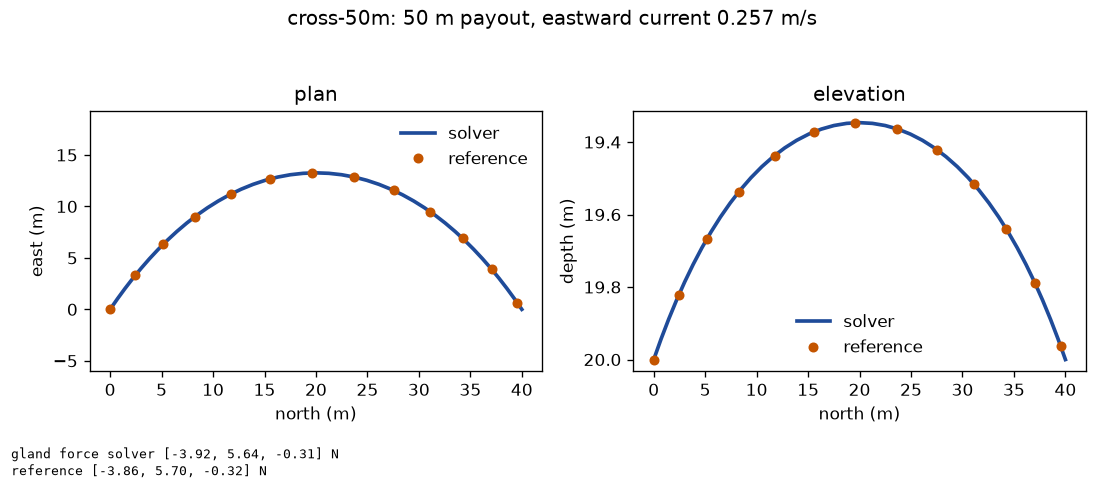 cross-50m: 50 m payout, eastward current 0.257 m/s
plan
east (m)
15
10
5
0
−5
solver
reference
0 5 10 15 20 25 30 35 40
north (m)
elevation
depth (m)
19.4
19.6
19.8
20.0
solver
reference
0 5 10 15 20 25 30 35 40
north (m)
gland force solver [-3.92, 5.64, -0.31] N
reference [-3.86, 5.70, -0.32] N